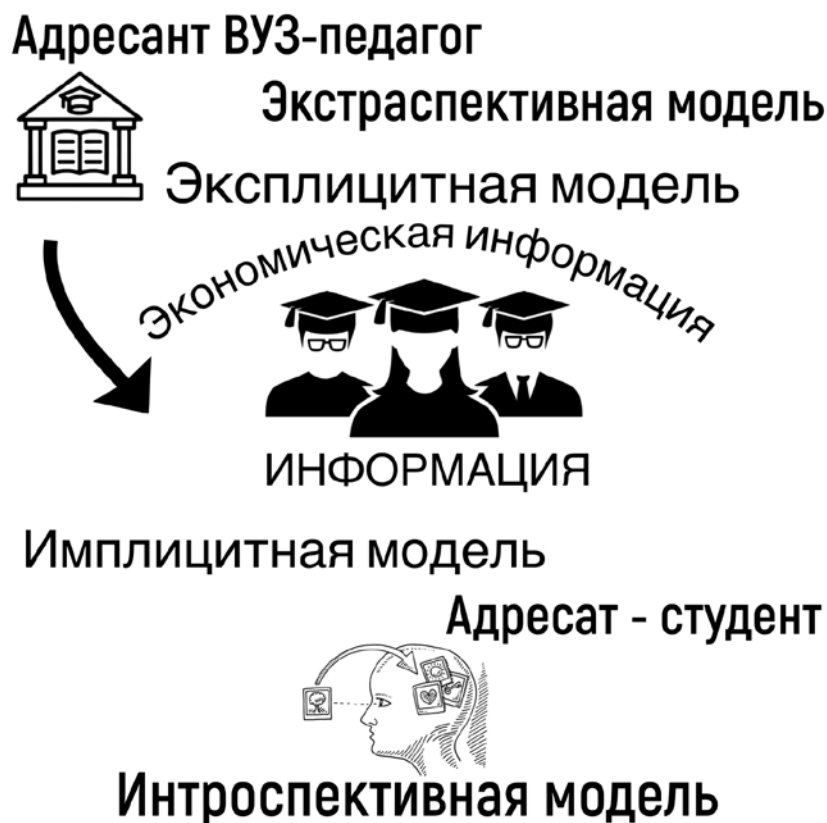 Адресант ВУЗ-педагог
Экстраспективная модель
Эксплицитная модель
Экономическая информация
ИНФОРМАЦИЯ
Имплицитная модель
Адресат - студент
Интроспективная модель